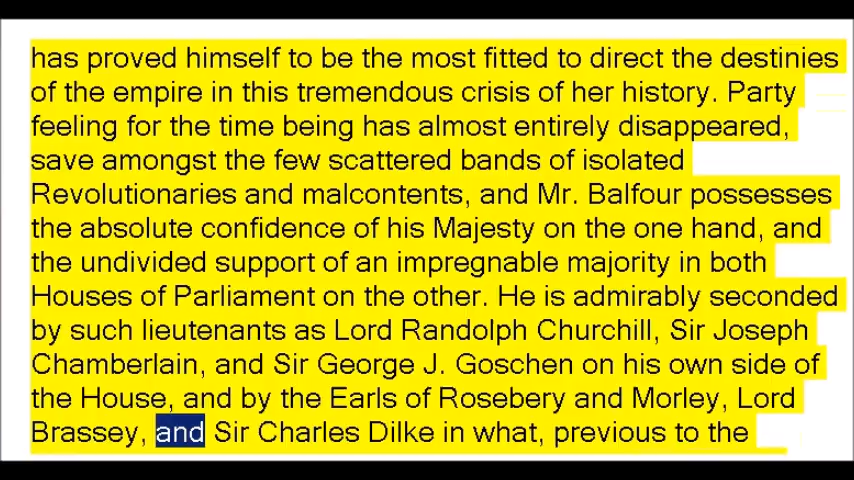 has proved himself to be the most fitted to direct the destinies
of the empire in this tremendous crisis of her history. Party
feeling for the time being has almost entirely disappeared,
save amongst the few scattered bands of isolated
Revolutionaries and malcontents, and Mr. Balfour possesses
the absolute confidence of his Majesty on the one hand, and
the undivided support of an impregnable majority in both
Houses of Parliament on the other. He is admirably seconded
by such lieutenants as Lord Randolph Churchill, Sir Joseph
Chamberlain, and Sir George J. Goschen on his own side of
the House, and by the Earls of Rosebery and Morley, Lord
Brassey, and Sir Charles Dilke in what, previous to the